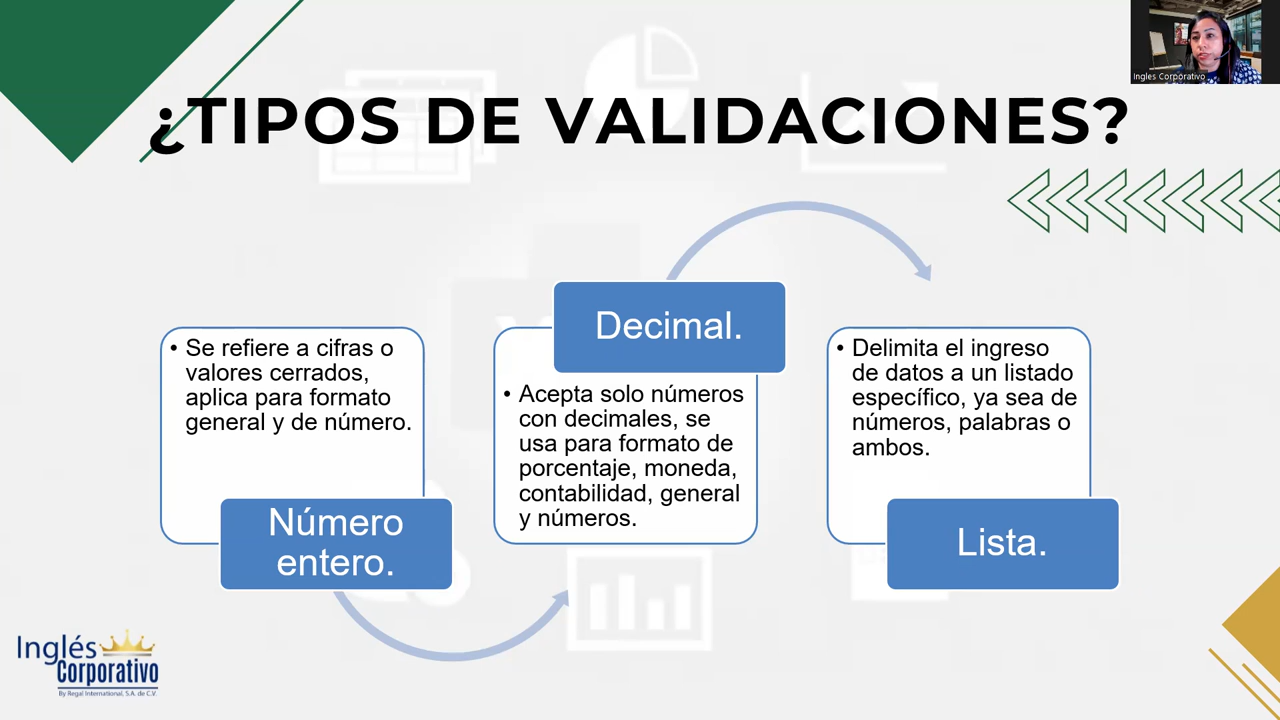 Ingles Corporativo
¿TIPOS DE VALIDACIONES?
• Se refiere a cifras o
valores cerrados,
aplica para formato
general y de número.
Número
entero.
Decimal.
• Acepta solo números
con decimales, se
usa para formato de
porcentaje, moneda,
contabilidad, general
y números.
• Delimita el ingreso
de datos a un listado
específico, ya sea de
números, palabras o
ambos.
Lista.
Inglés
Corporativo
By Regal International, S.A. de C.V.